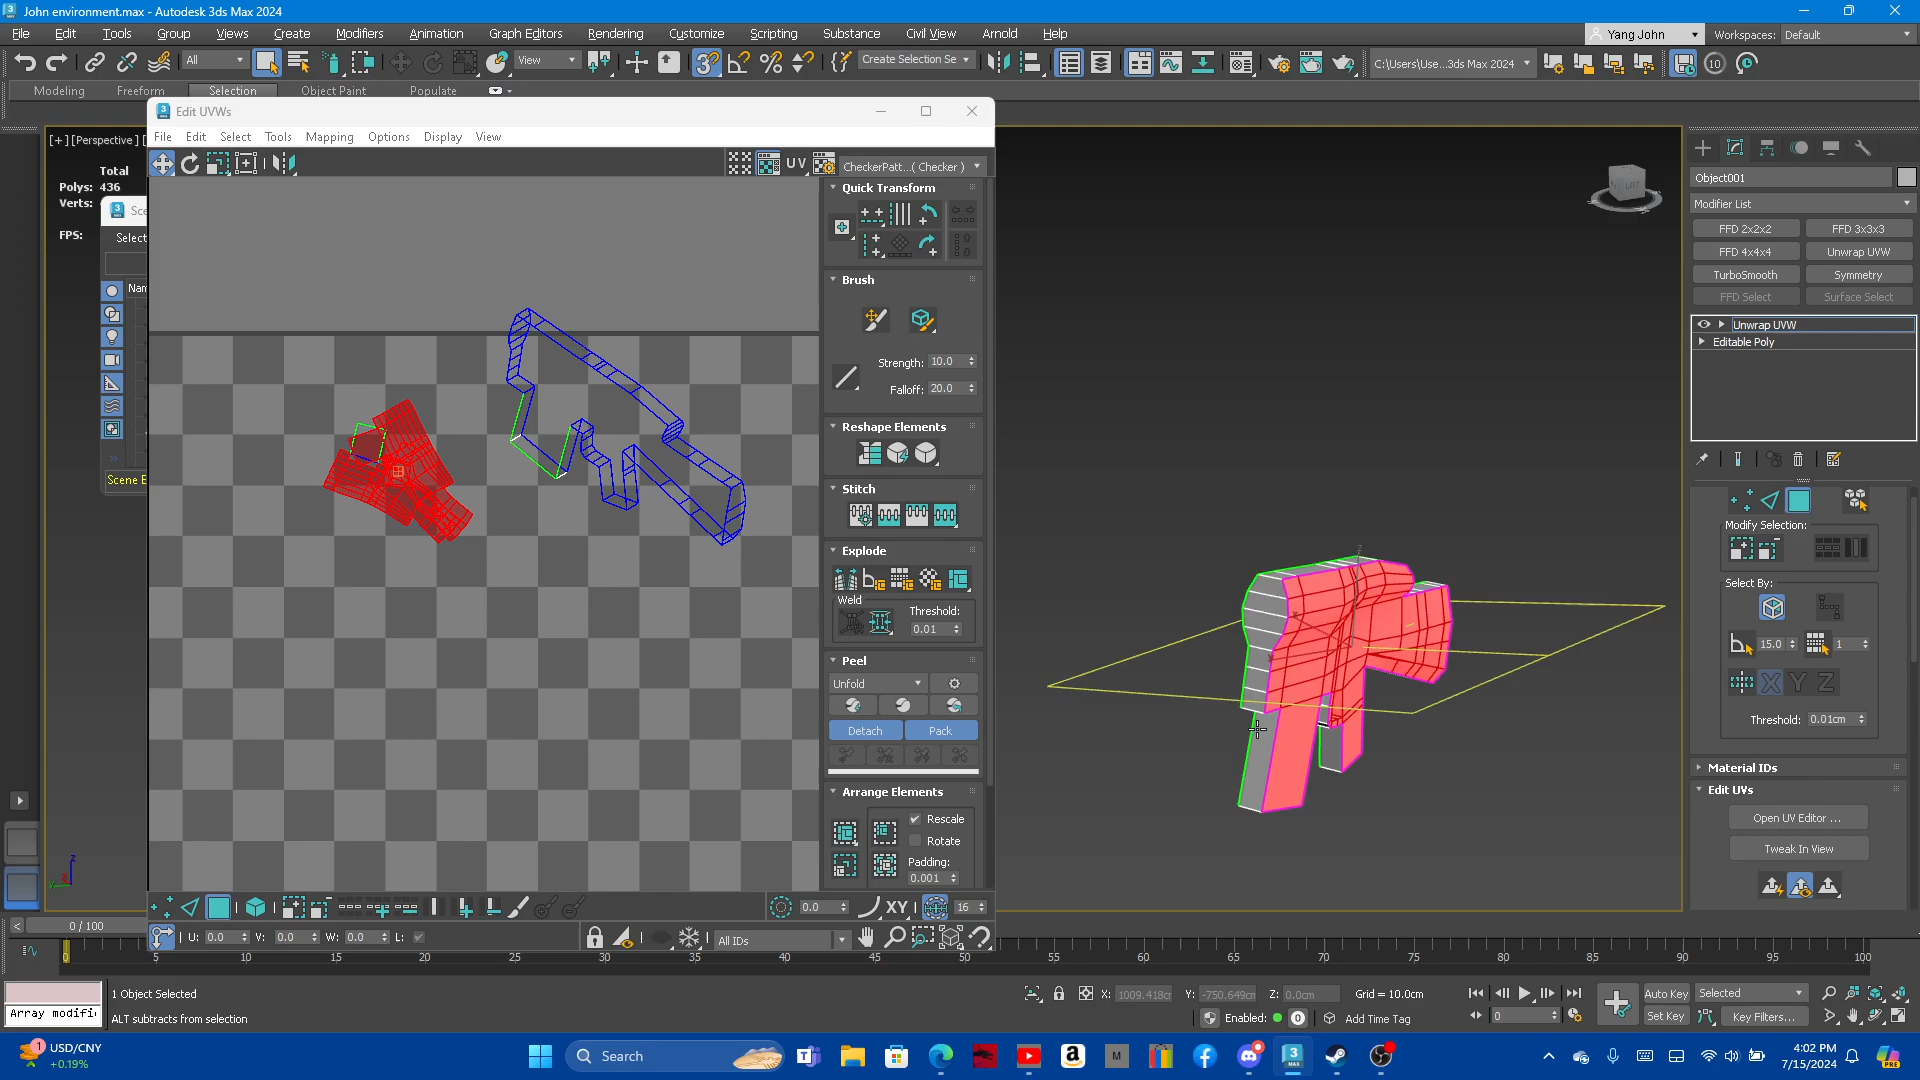 John environment.max - Autodesk 3ds Max 2024
File Edit Tools Group Views Create Modifiers Animation Graph Editors Rendering Customize Scripting Substance Civil View Arnold Help
Yang John Workspaces: Default
All View Create Selection Se C:\Users\Use...3ds Max 2024
10
Modeling Freeform Selection Object Paint Populate
[+] [Perspective] [
Total
Polys: 436
Verts:
FPS:
Sce
Select
Nam
Scene E
Edit UVWs
File Edit Select Tools Mapping Options Display View
UV CheckerPatt...( Checker )
Quick Transform
Brush
Strength: 10.0
Falloff: 20.0
Reshape Elements
Stitch
Explode
Weld
Threshold:
0.01
Peel
Unfold
Detach Pack
Arrange Elements
Rescale
Rotate
Padding:
0.001
0.0 XY 16
U: 0.0 V: 0.0 W: 0.0 L:
All IDs
LEFT
Z
Object001
Modifier List
FFD 2x2x2 FFD 3x3x3
FFD 4x4x4 Unwrap UVW
TurboSmooth Symmetry
FFD Select Surface Select
Unwrap UVW
Editable Poly
Modify Selection:
Select By:
15.0 1
X Y Z
Threshold: 0.01cm
Material IDs
Edit UVs
Open UV Editor ...
Tweak In View
0 / 100
0 5 10 15 20 25 30 35 40 45 50 55 60 65 70 75 80 85 90 95 100
1 Object Selected
ALT subtracts from selection
Array modifi
X: 1009.418cr Y: -750.649cm Z: 0.0cm Grid = 10.0cm
Enabled: 0 Add Time Tag
0
Auto Key Selected
Set Key Key Filters...
USD/CNY
+0.19%
1
Search
4:02 PM
7/15/2024
PRE